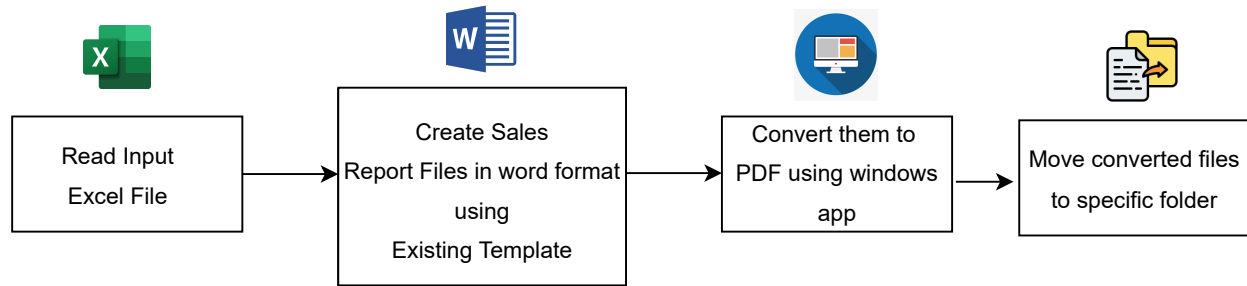 X
W
Read Input
Excel File
Create Sales
Report Files in word format
using
Existing Template
Convert them to
PDF using windows
app
Move converted files
to specific folder